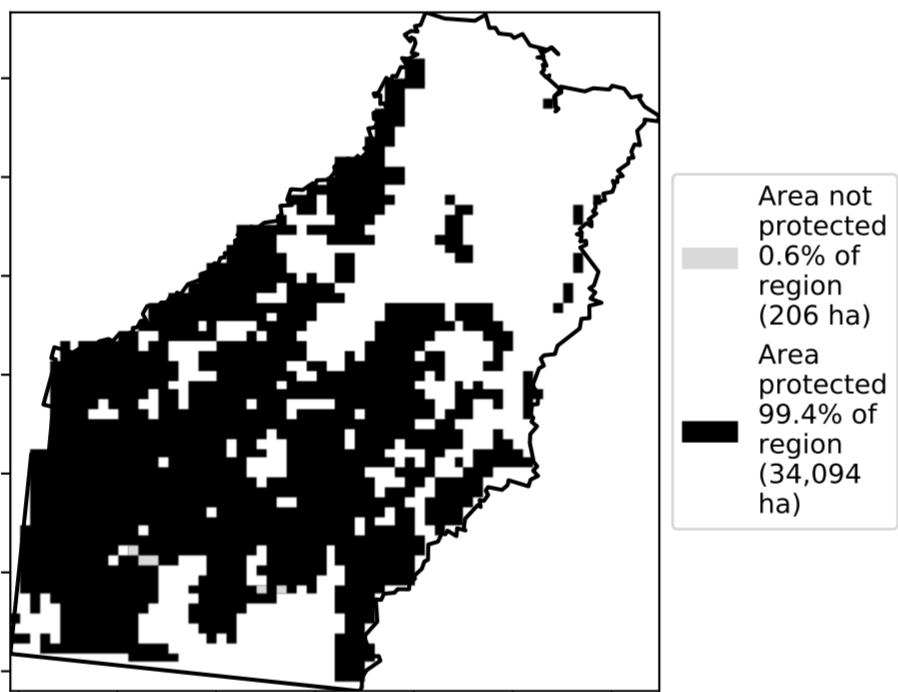 Area not
protected
0.6% of
region
(206 ha)
Area
protected
99.4% of
region
(34,094
ha)